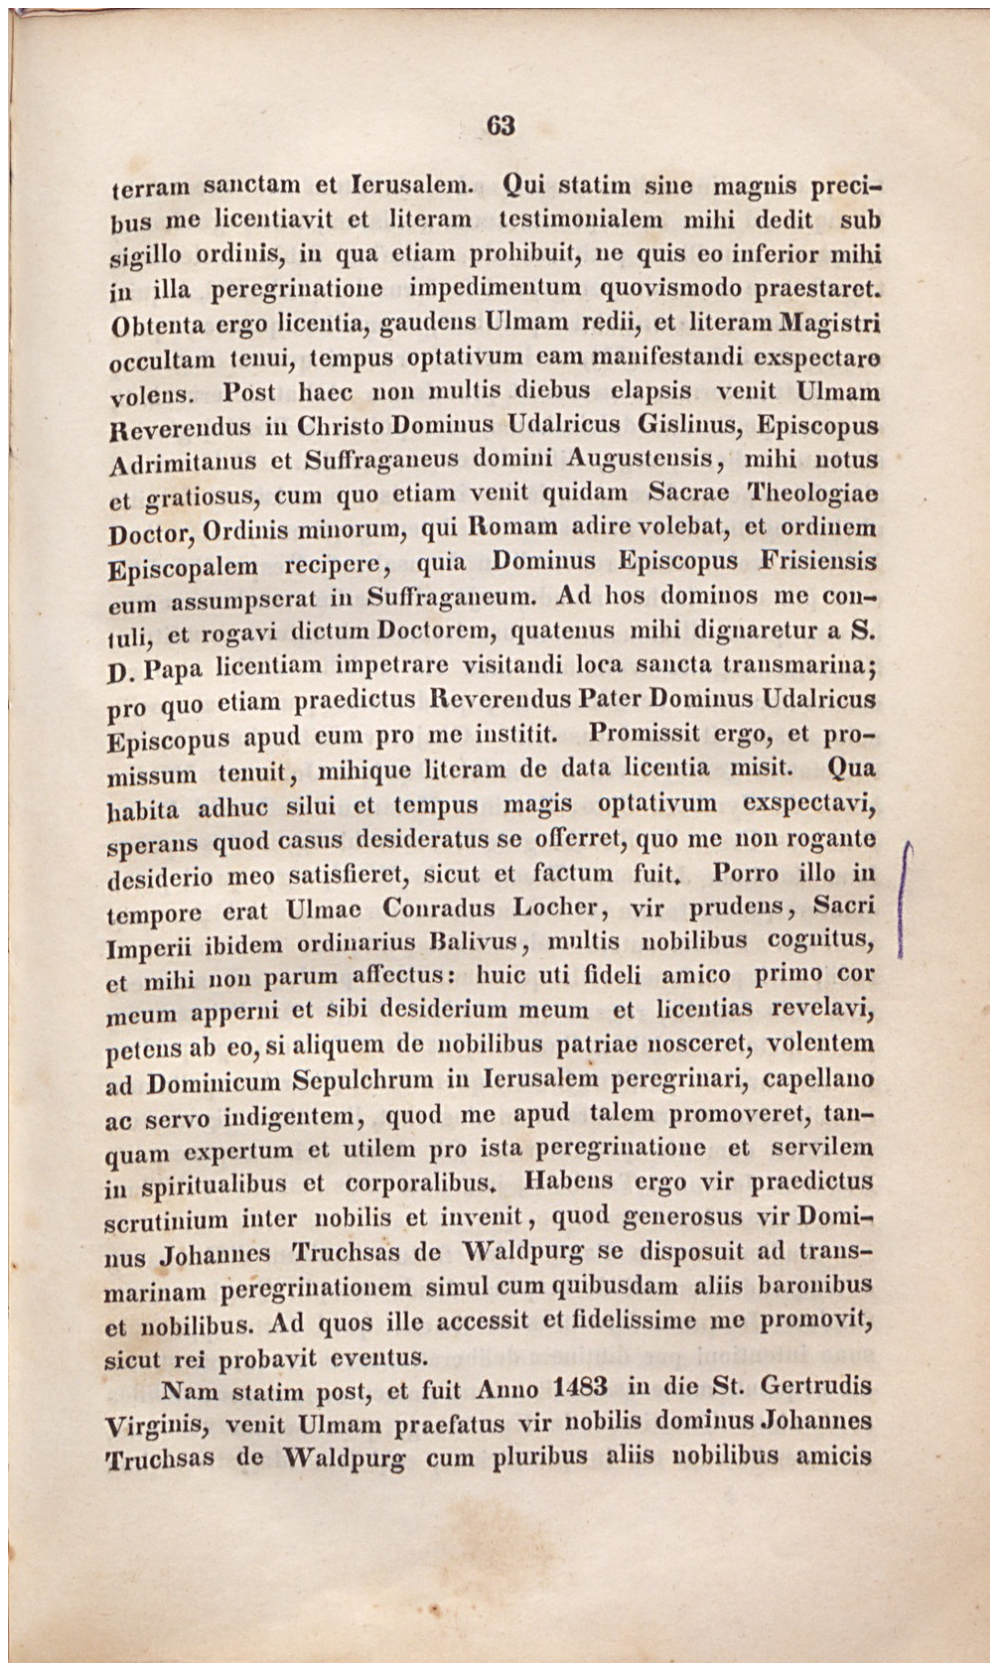 63
terram sanctam et Ierusalem. Qui statim sine magnis preci-
bus me licentiavit et literam testimonialem mihi dedit sub
sigillo ordinis, in qua etiam prohibuit, ne quis eo inferior mihi
in illa peregrinatione impedimentum quovismodo praestaret.
Obtenta ergo licentia, gaudens Ulmam redii, et literam Magistri
occultam tenui, tempus optativum eam manifestandi exspectare
volens. Post haec non multis diebus elapsis venit Ulmam
Reverendus in Christo Dominus Udalricus Gislinus, Episcopus
Adrimitanus et Suffraganeus domini Augustensis, mihi notus
et gratiosus, cum quo etiam venit quidam Sacrae Theologiae
Doctor, Ordinis minorum, qui Romam adire volebat, et ordinem
Episcopalem recipere, quia Dominus Episcopus Frisiensis
eum assumpserat in Suffraganeum. Ad hos dominos me con-
tuli, et rogavi dictum Doctorem, quatenus mihi dignaretur a S.
D. Papa licentiam impetrare visitandi loca sancta transmarina;
pro quo etiam praedictus Reverendus Pater Dominus Udalricus
Episcopus apud eum pro me institit. Promissit ergo, et pro-
missum tenuit, mihique literam de data licentia misit. Qua
habita adhuc silui et tempus magis optativum exspectavi,
sperans quod casus desideratus se offerret, quo me non rogante
desiderio meo satisfieret, sicut et factum fuit. Porro illo in
tempore erat Ulmae Conradus Locher, vir prudens, Sacri
Imperii ibidem ordinarius Balivus, multis nobilibus cognitus,
et mihi non parum affectus: huic uti fideli amico primo cor
meum apperni et sibi desiderium meum et licentias revelavi,
petens ab eo, si aliquem de nobilibus patriae nosceret, volentem
ad Dominicum Sepulchrum in Ierusalem peregrinari, capellano
ac servo indigentem, quod me apud talem promoveret, tan-
quam expertum et utilem pro ista peregrinatione et servilem
in spiritualibus et corporalibus. Habens ergo vir praedictus
scrutinium inter nobilis et invenit, quod generosus vir Domi-
nus Johannes Truchsas de Waldpurg se disposuit ad trans-
marinam peregrinationem simul cum quibusdam aliis baronibus
et nobilibus. Ad quos ille accessit et fidelissime me promovit,
sicut rei probavit eventus.
Nam statim post, et fuit Anno 1483 in die St. Gertrudis
Virginis, venit Ulmam praefatus vir nobilis dominus Johannes
Truchsas de Waldpurg cum pluribus aliis nobilibus amicis